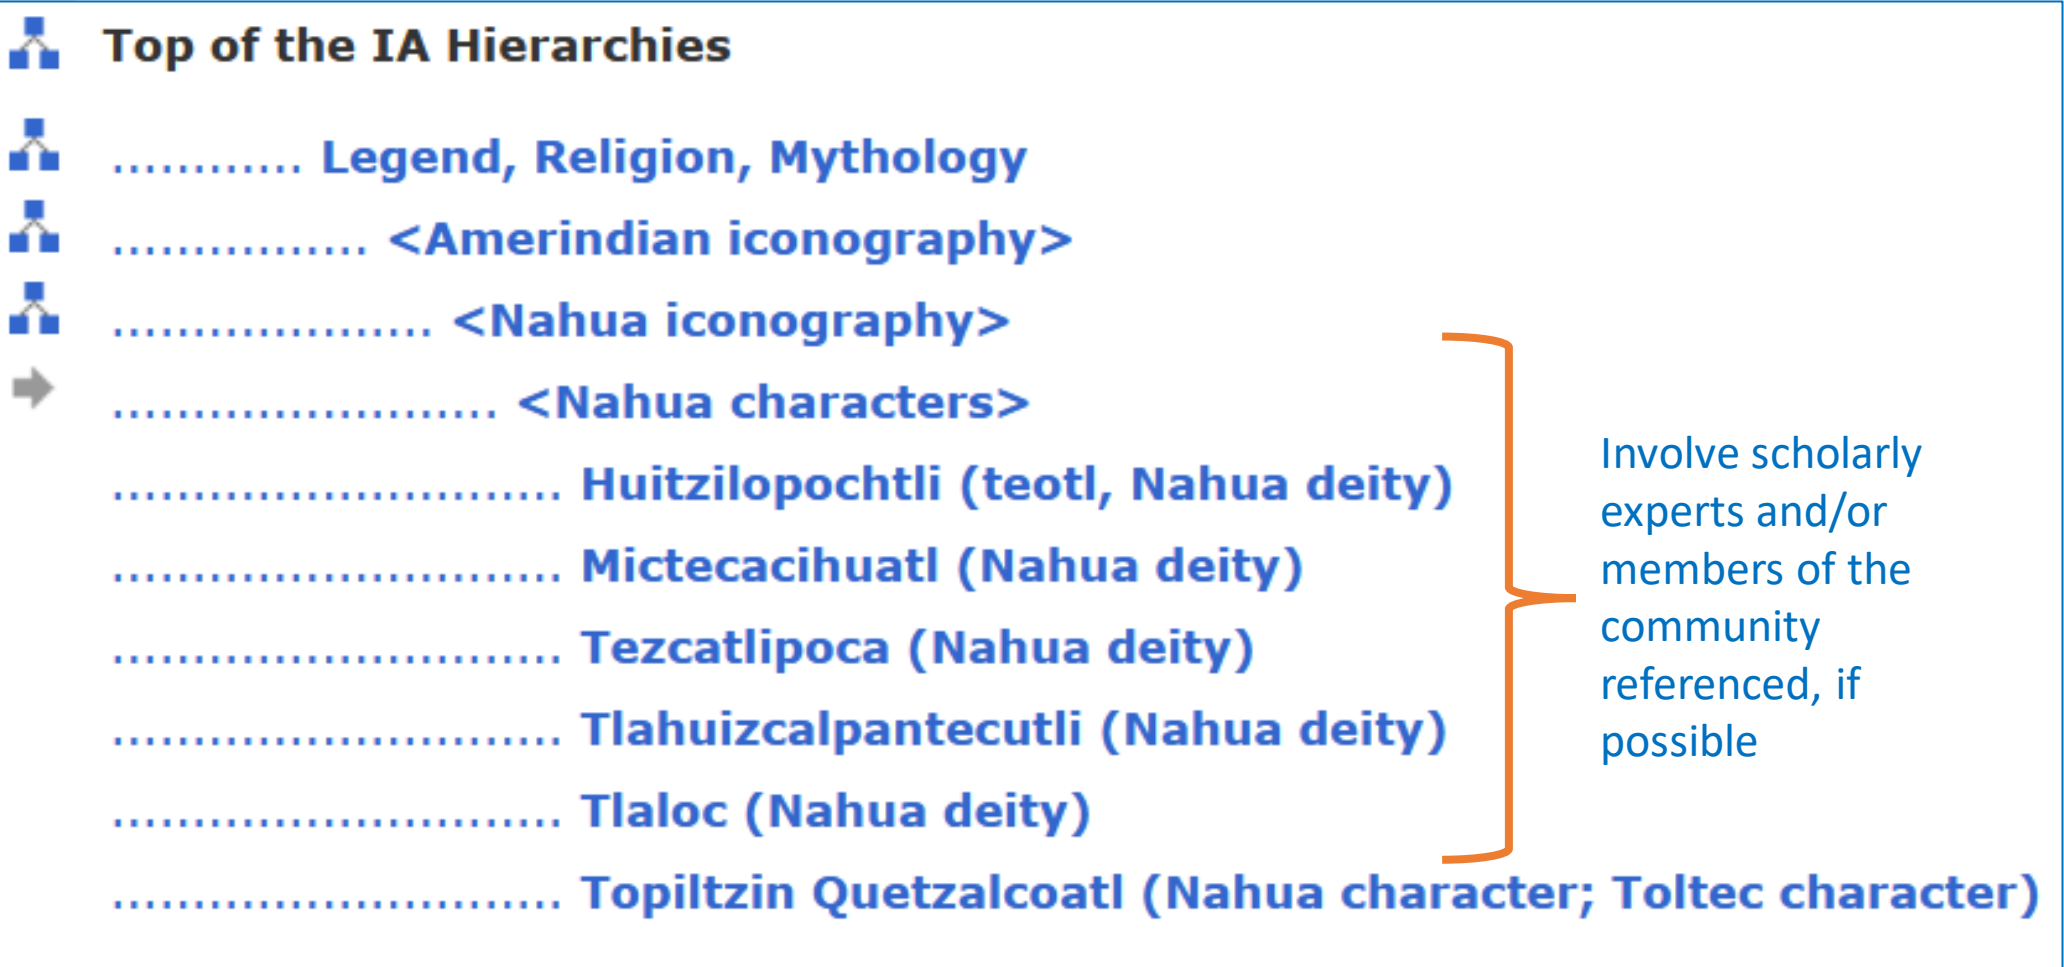 Top of the IA Hierarchies
............ Legend, Religion, Mythology
................ <Amerindian iconography>
.................... <Nahua iconography>
........................ <Nahua characters>
............................ Huitzilopochtli (teotl, Nahua deity)
............................ Mictecacihuatl (Nahua deity)
............................ Tezcatlipoca (Nahua deity)
............................ Tlahuizcalpantecutli (Nahua deity)
............................ Tlaloc (Nahua deity)
............................ Topiltzin Quetzalcoatl (Nahua character; Toltec character)
Involve scholarly
experts and/or
members of the
community
referenced, if
possible